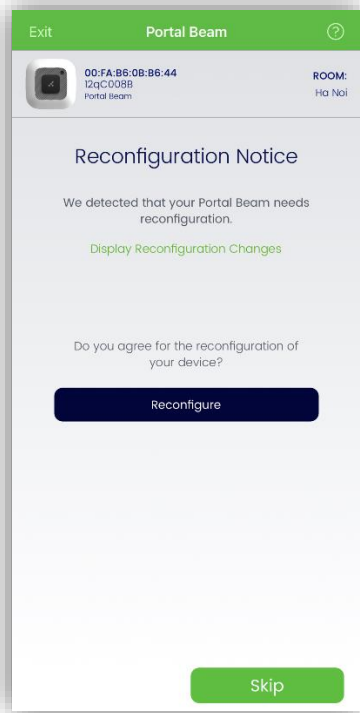 Exit
Portal Beam
?
00:FA:B6:0B:B6:44
12qC008B
Portal Beam
ROOM:
Ha Noi
Reconfiguration Notice
We detected that your Portal Beam needs
reconfiguration.
Display Reconfiguration Changes
Do you agree for the reconfiguration of
your device?
Reconfigure
Skip